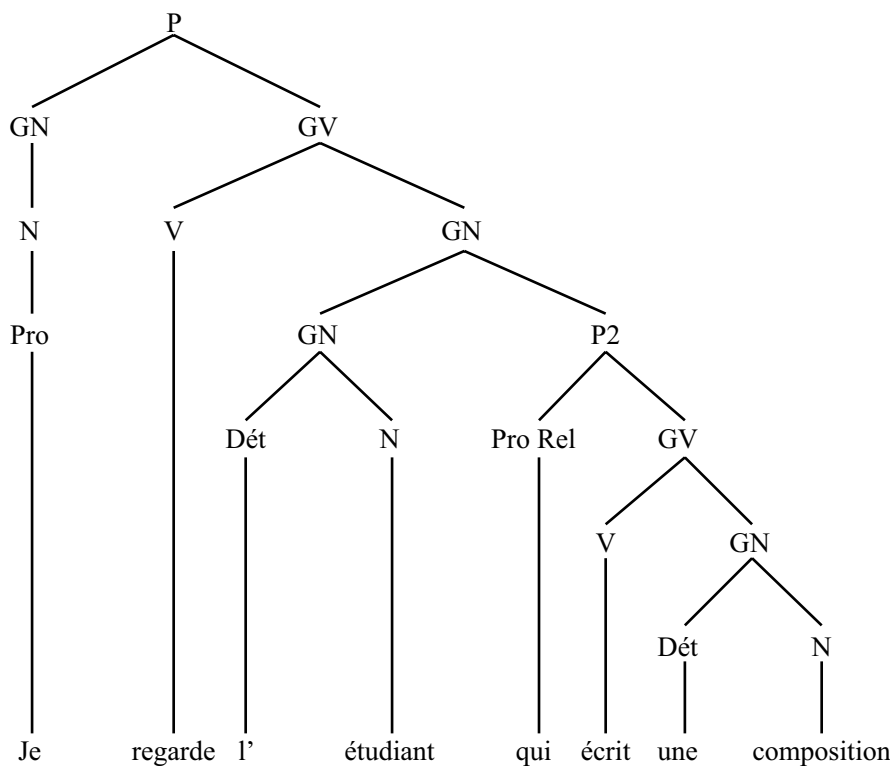 P
GN GV
N V GN
Pro GN P2
Dét N Pro Rel GV
V GN
Dét N
Je regarde l’ étudiant qui écrit une composition